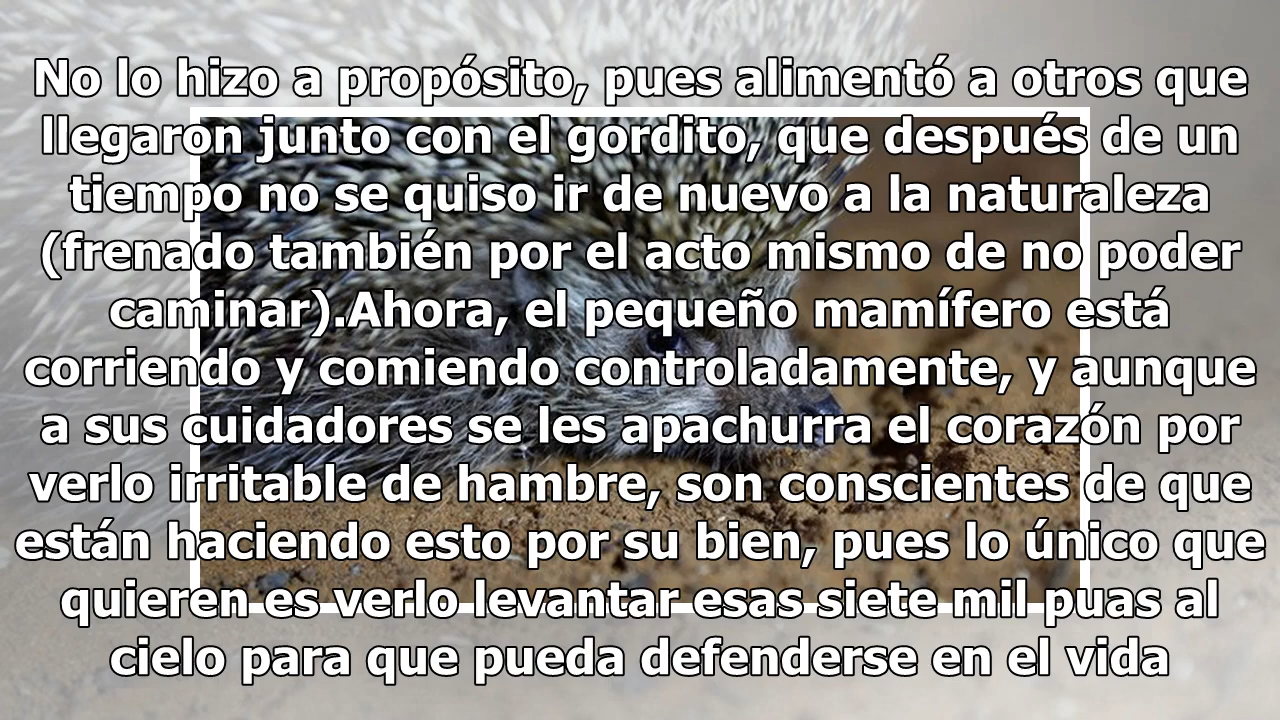 No lo hizo a propósito, pues alimentó a otros que
llegaron junto con el gordito, que después de un
tiempo no se quiso ir de nuevo a la naturaleza
(frenado también por el acto mismo de no poder
caminar).Ahora, el pequeño mamífero está
corriendo y comiendo controladamente, y aunque
a sus cuidadores se les apachurra el corazón por
verlo irritable de hambre, son conscientes de que
están haciendo esto por su bien, pues lo único que
quieren es verlo levantar esas siete mil puas al
cielo para que pueda defenderse en el vida